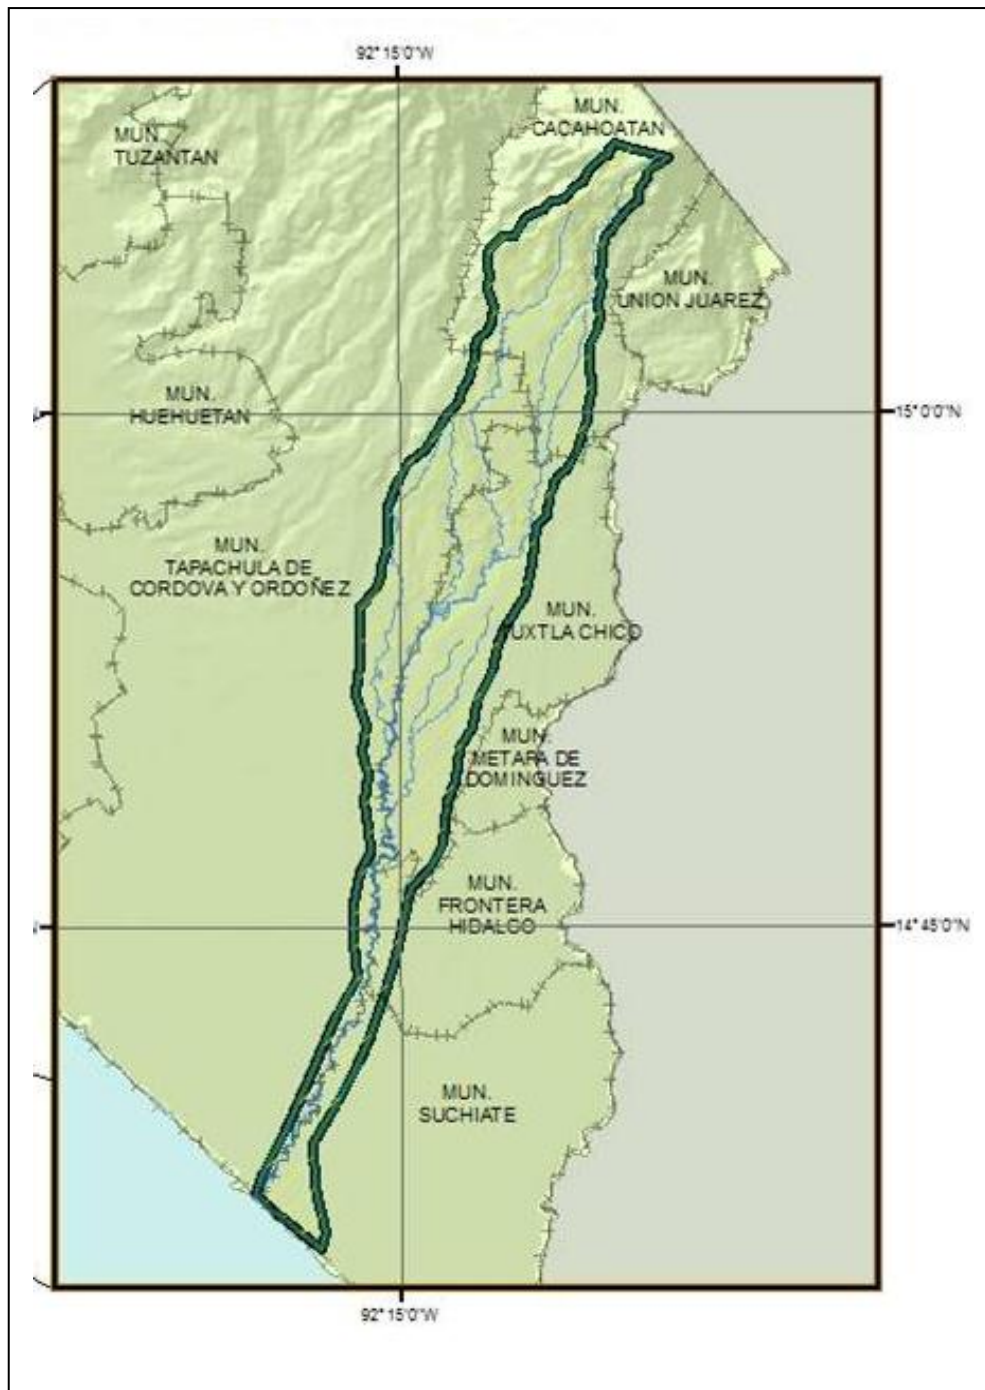 92°15'0"W
MUN.
CACAHOATAN
MUN.
TUZANTAN
MUN.
UNION JUAREZ
MUN.
HUEHUETAN
15°0'0"N
MUN.
TAPACHULA DE
CORDOVA Y ORDOÑEZ
MUN.
TUXTLA CHICO
MUN.
METAPA DE
DOMINGUEZ
MUN.
FRONTERA
HIDALGO
14°45'0"N
MUN.
SUCHIATE
92°15'0"W